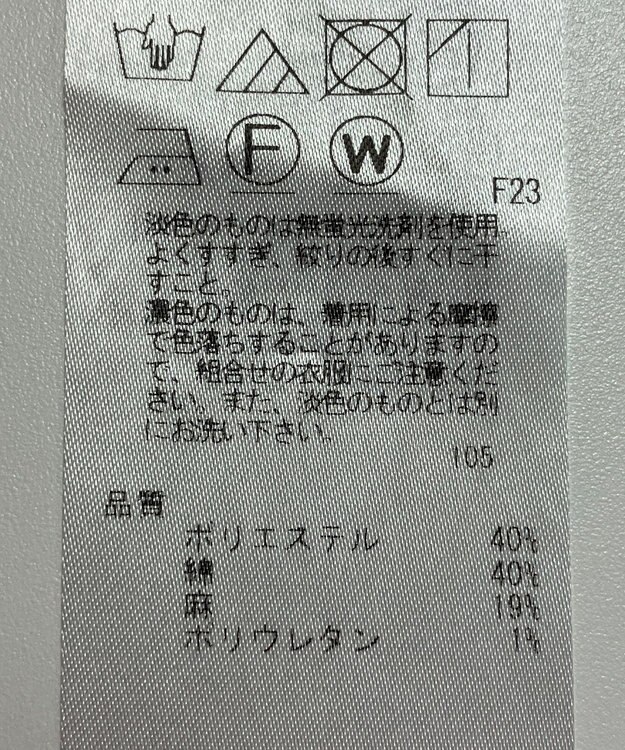 F W
F23
淡色のものは無蛍光洗剤を使用。
よくすすぎ、絞りの後すぐに干
すこと。
濃色のものは、着用による摩擦
で色落ちすることがありますの
で、組合せの衣服にご注意くだ
さい。また、淡色のものとは別
にお洗い下さい。
105
品質
ポリエステル 40%
綿 40%
麻 19%
ポリウレタン 1%